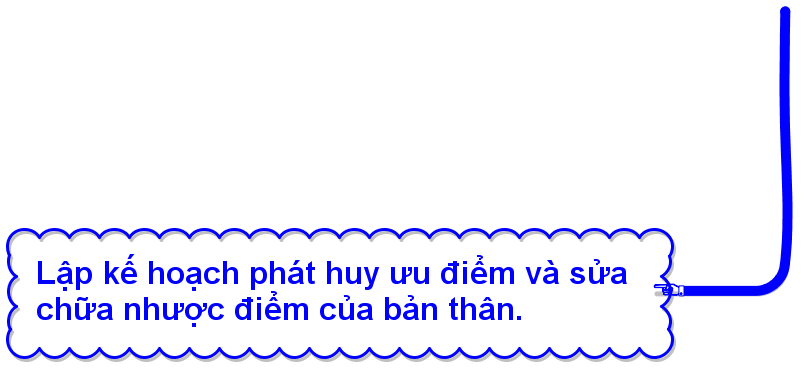 Lập kế hoạch phát huy ưu điểm và sửa
chữa nhược điểm của bản thân.